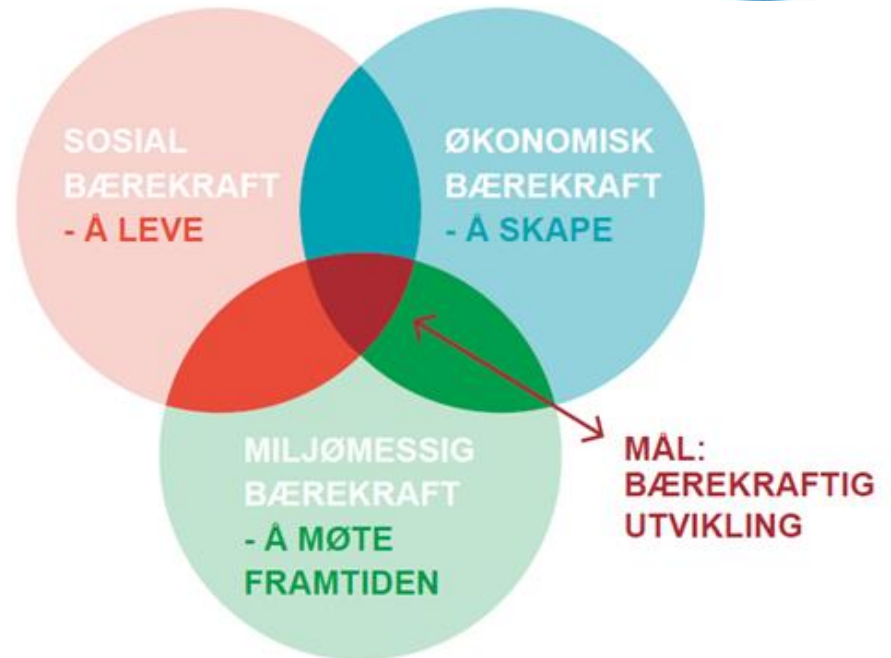 SOSIAL
BÆREKRAFT
- Å LEVE
ØKONOMISK
BÆREKRAFT
- Å SKAPE
MILJØMESSIG
BÆREKRAFT
- Å MØTE
FRAMTIDEN
MÅL:
BÆREKRAFTIG
UTVIKLING